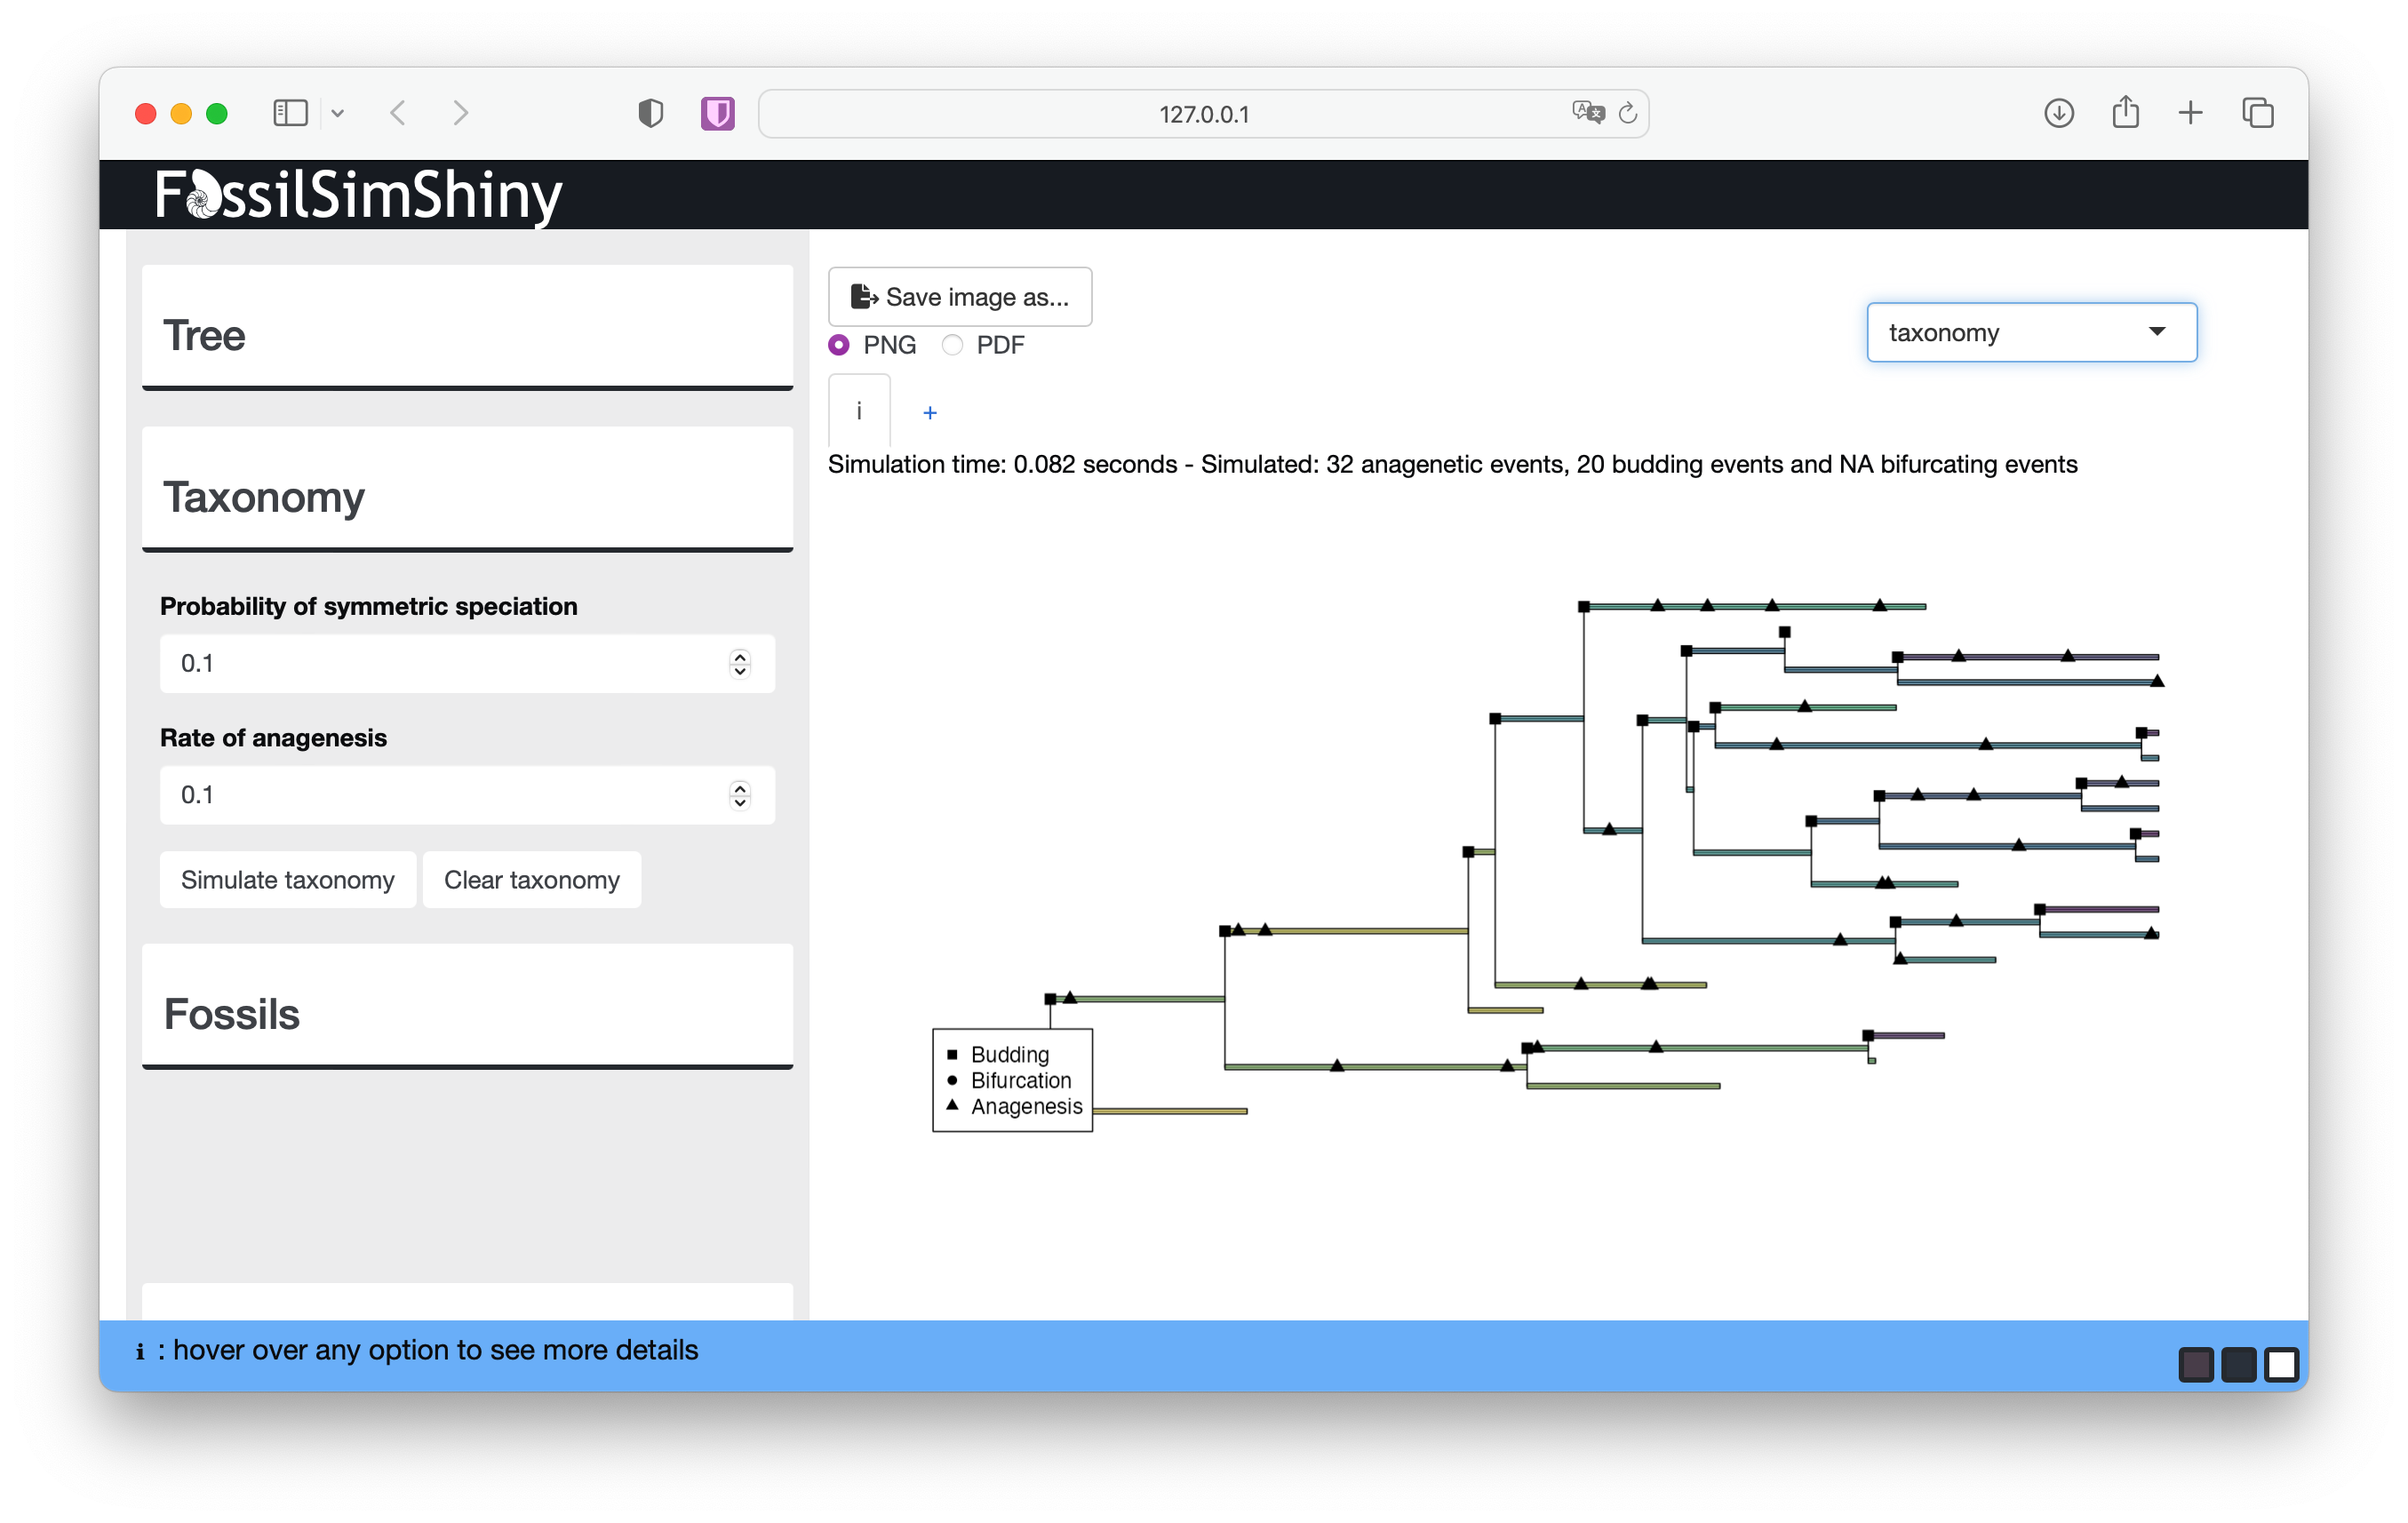 127.0.0.1
FossilSimShiny
Tree
Taxonomy
Probability of symmetric speciation
0.1
Rate of anagenesis
0.1
Simulate taxonomy
Clear taxonomy
Fossils
Save image as...
PNG
PDF
taxonomy
i
+
Simulation time: 0.082 seconds - Simulated: 32 anagenetic events, 20 budding events and NA bifurcating events
Budding
Bifurcation
Anagenesis
i : hover over any option to see more details